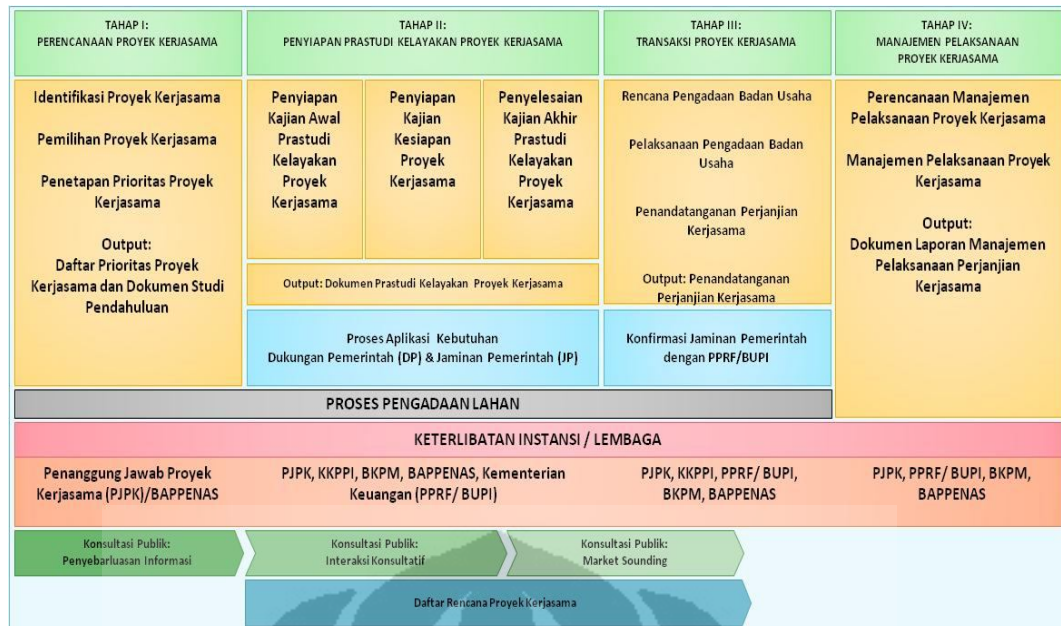 TAHAP I:
PERENCANAAN PROYEK KERJASAMA
TAHAP II:
PENYIAPAN PRASTUDI KELAYAKAN PROYEK KERJASAMA
TAHAP III:
TRANSAKSI PROYEK KERJASAMA
TAHAP IV:
MANAJEMEN PELAKSANAAN
PROYEK KERJASAMA
Identifikasi Proyek Kerjasama
Pemilihan Proyek Kerjasama
Penetapan Prioritas Proyek
Kerjasama
Output:
Daftar Prioritas Proyek
Kerjasama dan Dokumen Studi
Pendahuluan
Penyiapan
Kajian Awal
Prastudi
Kelayakan
Proyek
Kerjasama
Penyiapan
Kajian
Kesiapan
Proyek
Kerjasama
Penyelesaian
Kajian Akhir
Prastudi
Kelayakan
Proyek
Kerjasama
Output: Dokumen Prastudi Kelayakan Proyek Kerjasama
Proses Aplikasi Kebutuhan
Dukungan Pemerintah (DP) & Jaminan Pemerintah (JP)
Rencana Pengadaan Badan Usaha
Pelaksanaan Pengadaan Badan
Usaha
Penandatanganan Perjanjian
Kerjasama
Output: Penandatanganan
Perjanjian Kerjasama
Konfirmasi Jaminan Pemerintah
dengan PPRF/BUPI
Perencanaan Manajemen
Pelaksanaan Proyek Kerjasama
Manajemen Pelaksanaan Proyek
Kerjasama
Output:
Dokumen Laporan Manajemen
Pelaksanaan Perjanjian
Kerjasama
PROSES PENGADAAN LAHAN
KETERLIBATAN INSTANSI / LEMBAGA
Penanggung Jawab Proyek
Kerjasama (PJPK)/BAPPENAS
PJPK, KKPPI, BKPM, BAPPENAS, Kementerian
Keuangan (PPRF/ BUPI)
PJPK, KKPPI, PPRF/ BUPI,
BKPM, BAPPENAS
PJPK, PPRF/ BUPI, BKPM,
BAPPENAS
Konsultasi Publik:
Penyebarluasan Informasi
Konsultasi Publik:
Interaksi Konsultatif
Konsultasi Publik:
Market Sounding
Daftar Rencana Proyek Kerjasama